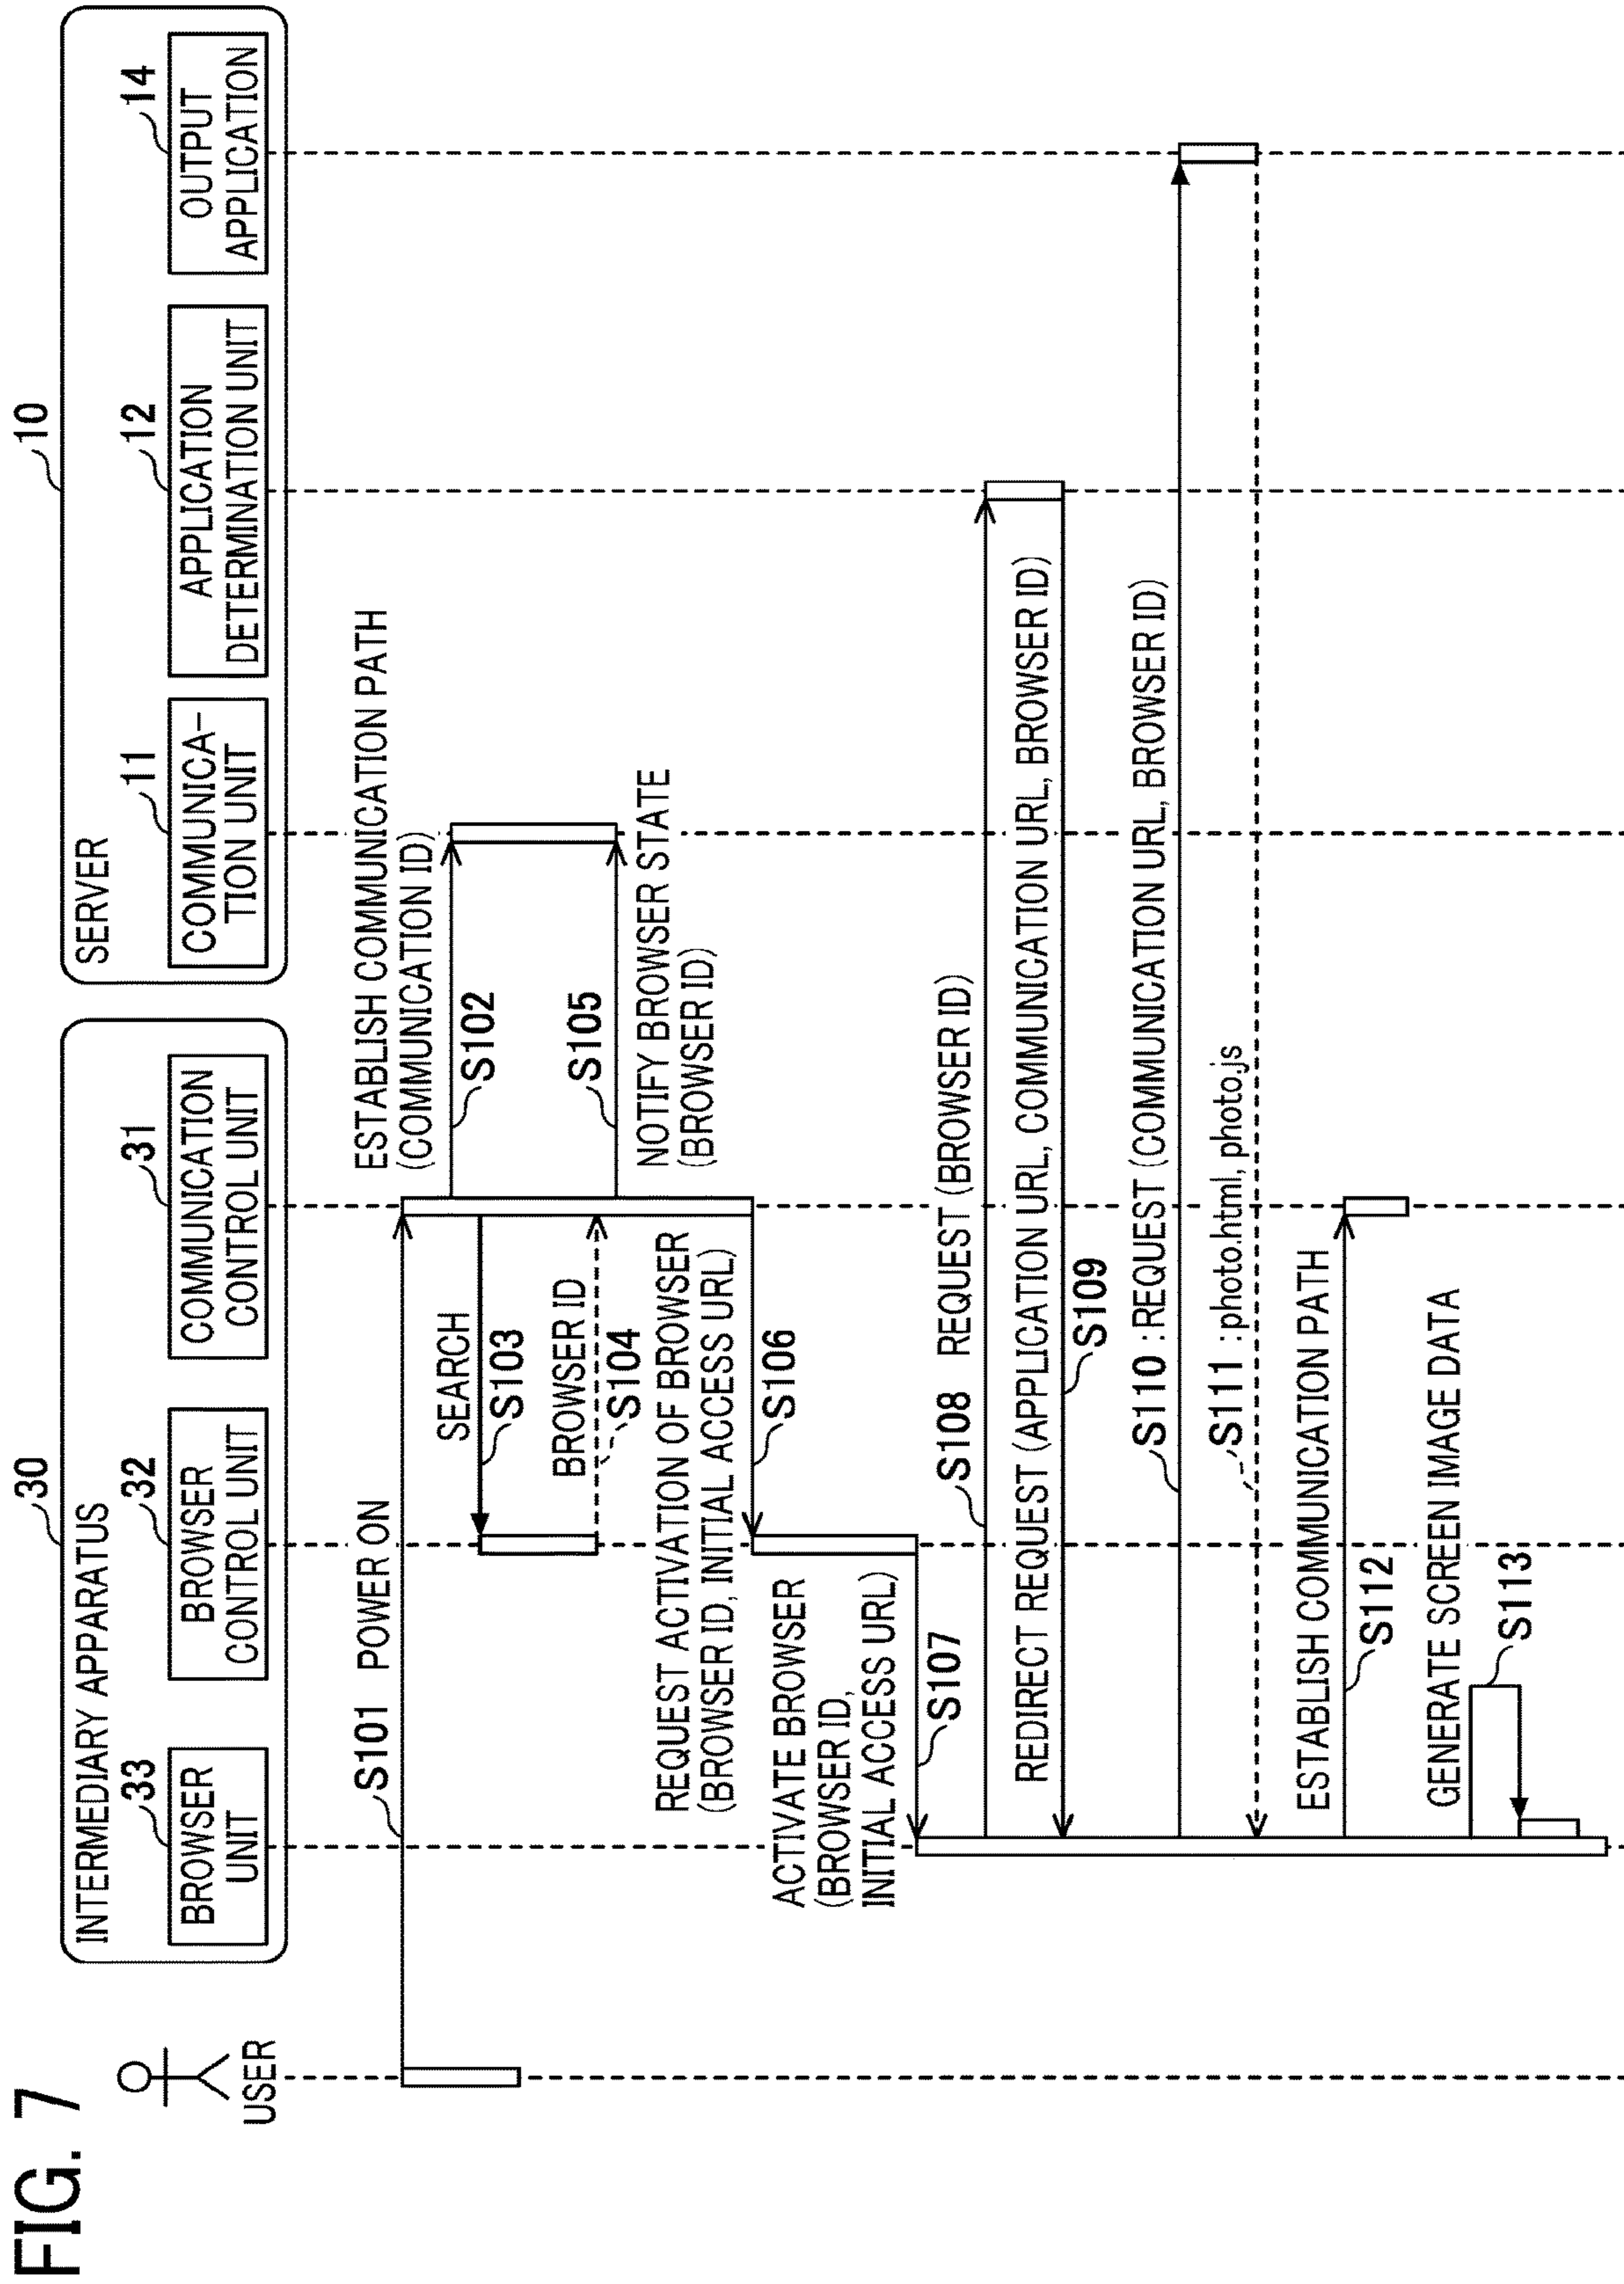 FIG. 7
USER
30
INTERMEDIARY APPARATUS
33
BROWSER
UNIT
32
BROWSER
CONTROL UNIT
31
COMMUNICATION
CONTROL UNIT
10
SERVER
11
COMMUNICA-
TION UNIT
12
APPLICATION
DETERMINATION UNIT
14
OUTPUT
APPLICATION
S101 POWER ON
ESTABLISH COMMUNICATION PATH
(COMMUNICATION ID)
S102
SEARCH
S103
BROWSER ID
S104
S105
NOTIFY BROWSER STATE
(BROWSER ID)
REQUEST ACTIVATION OF BROWSER
(BROWSER ID, INITIAL ACCESS URL)
S106
ACTIVATE BROWSER
(BROWSER ID,
INITIAL ACCESS URL)
S107
S108 REQUEST (BROWSER ID)
REDIRECT REQUEST (APPLICATION URL, COMMUNICATION URL, BROWSER ID)
S109
S110 :REQUEST (COMMUNICATION URL, BROWSER ID)
S111 :photo.html, photo.js
ESTABLISH COMMUNICATION PATH
S112
GENERATE SCREEN IMAGE DATA
S113